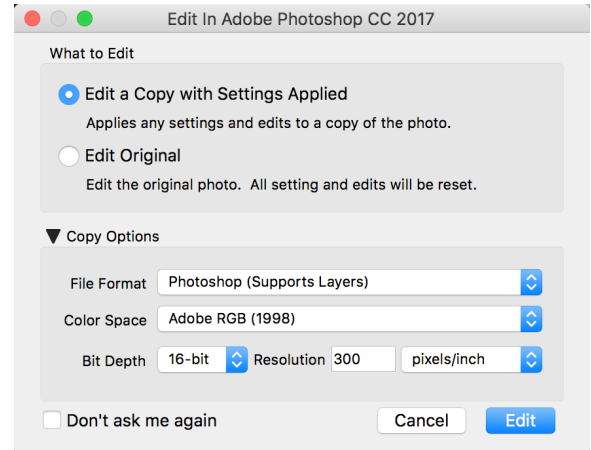 Edit In Adobe Photoshop CC 2017
What to Edit
Edit a Copy with Settings Applied
Applies any settings and edits to a copy of the photo.
Edit Original
Edit the original photo.  All setting and edits will be reset.
Copy Options
File Format Photoshop (Supports Layers)
Color Space Adobe RGB (1998)
Bit Depth 16-bit Resolution 300 pixels/inch
Don't ask me again Cancel Edit